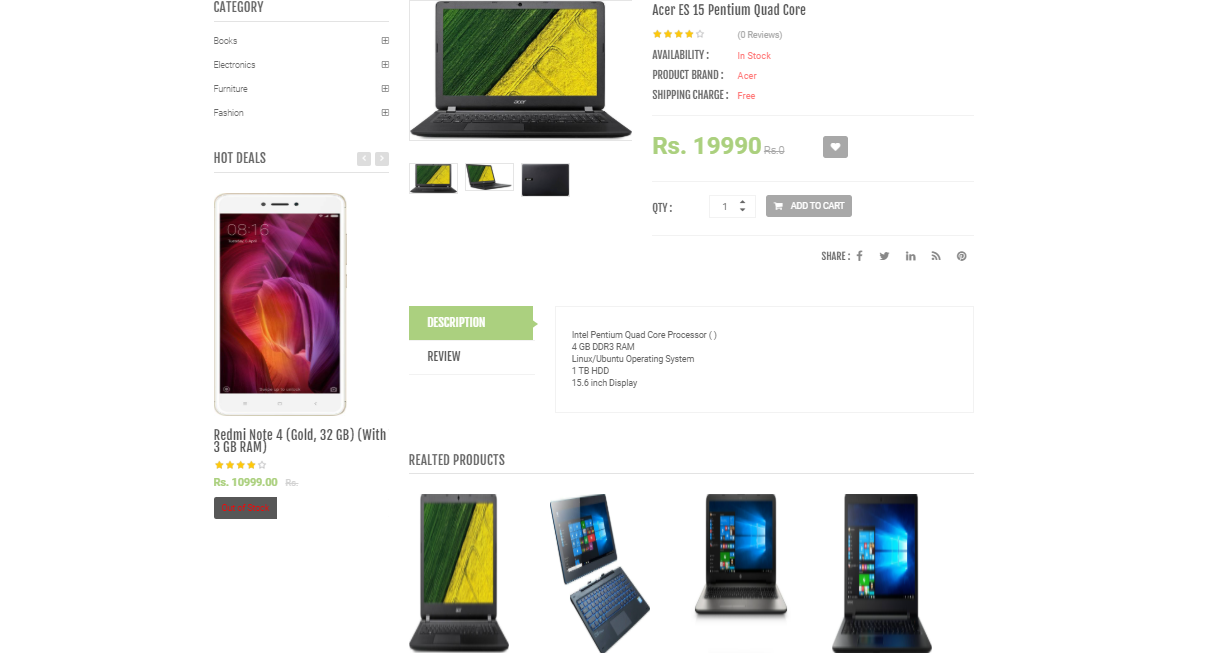 CATEGORY
Books
Electronics
Furniture
Fashion
HOT DEALS
08:16
Redmi Note 4 (Gold, 32 GB) (With
3 GB RAM)
Rs. 10999.00 Rs.
Out of Stock
acer
Acer ES 15 Pentium Quad Core
(0 Reviews)
AVAILABILITY : In Stock
PRODUCT BRAND : Acer
SHIPPING CHARGE : Free
Rs. 19990 Rs.0
QTY : 1 ADD TO CART
SHARE :
DESCRIPTION
REVIEW
Intel Pentium Quad Core Processor ( )
4 GB DDR3 RAM
Linux/Ubuntu Operating System
1 TB HDD
15.6 inch Display
REALTED PRODUCTS